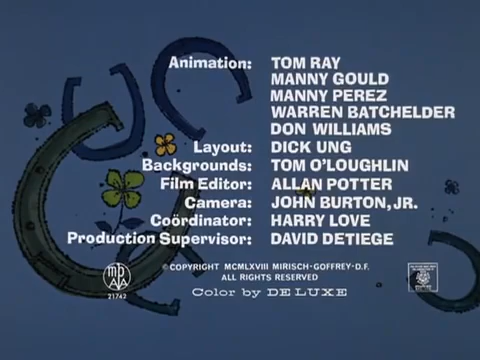 Animation: TOM RAY
MANNY GOULD
MANNY PEREZ
WARREN BATCHELDER
DON WILLIAMS
Layout: DICK UNG
Backgrounds: TOM O'LOUGHLIN
Film Editor: ALLAN POTTER
Camera: JOHN BURTON, JR.
Coördinator: HARRY LOVE
Production Supervisor: DAVID DETIEGE
© COPYRIGHT MCMLXVIII MIRISCH-GOFFREY-D.F.
ALL RIGHTS RESERVED
Color by DE LUXE
21742